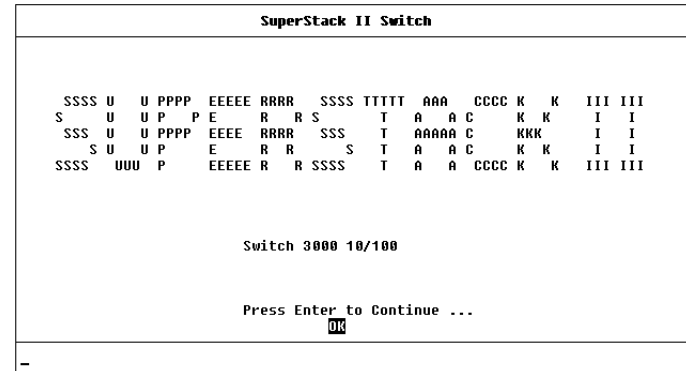 SuperStack II Switch
SSSS U   U PPPP  EEEEE RRRR   SSSS TTTTT  AAA   CCCC K   K   III III
S     U   U P   P E     R   R S       T   A   A C     K  K     I   I
SSS  U   U PPPP  EEEE  RRRR   SSS    T   AAAAA C     KKK      I   I
S U   U P     E     R  R      S   T   A   A C     K  K     I   I
SSSS   UUU  P     EEEEE R   R SSSS    T   A   A  CCCC K   K   III III
Switch 3000 10/100
Press Enter to Continue ...
OK